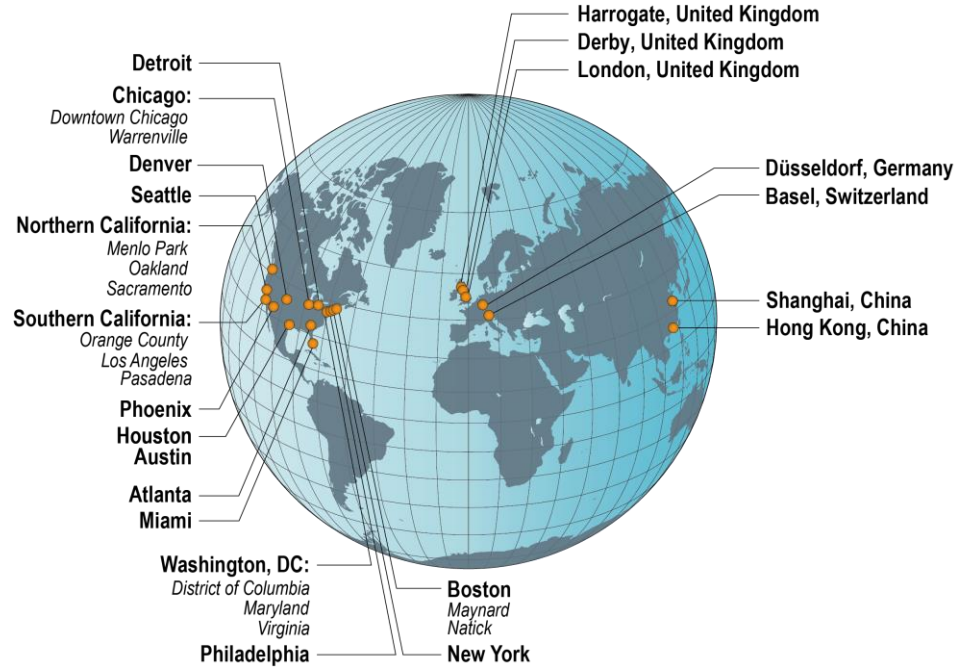 Harrogate, United Kingdom
Derby, United Kingdom
London, United Kingdom
Detroit
Chicago:
Downtown Chicago
Warrenville
Denver
Seattle
Northern California:
Menlo Park
Oakland
Sacramento
Southern California:
Orange County
Los Angeles
Pasadena
Phoenix
Houston
Austin
Atlanta
Miami
Washington, DC:
District of Columbia
Maryland
Virginia
Philadelphia
Boston
Maynard
Natick
New York
Düsseldorf, Germany
Basel, Switzerland
Shanghai, China
Hong Kong, China